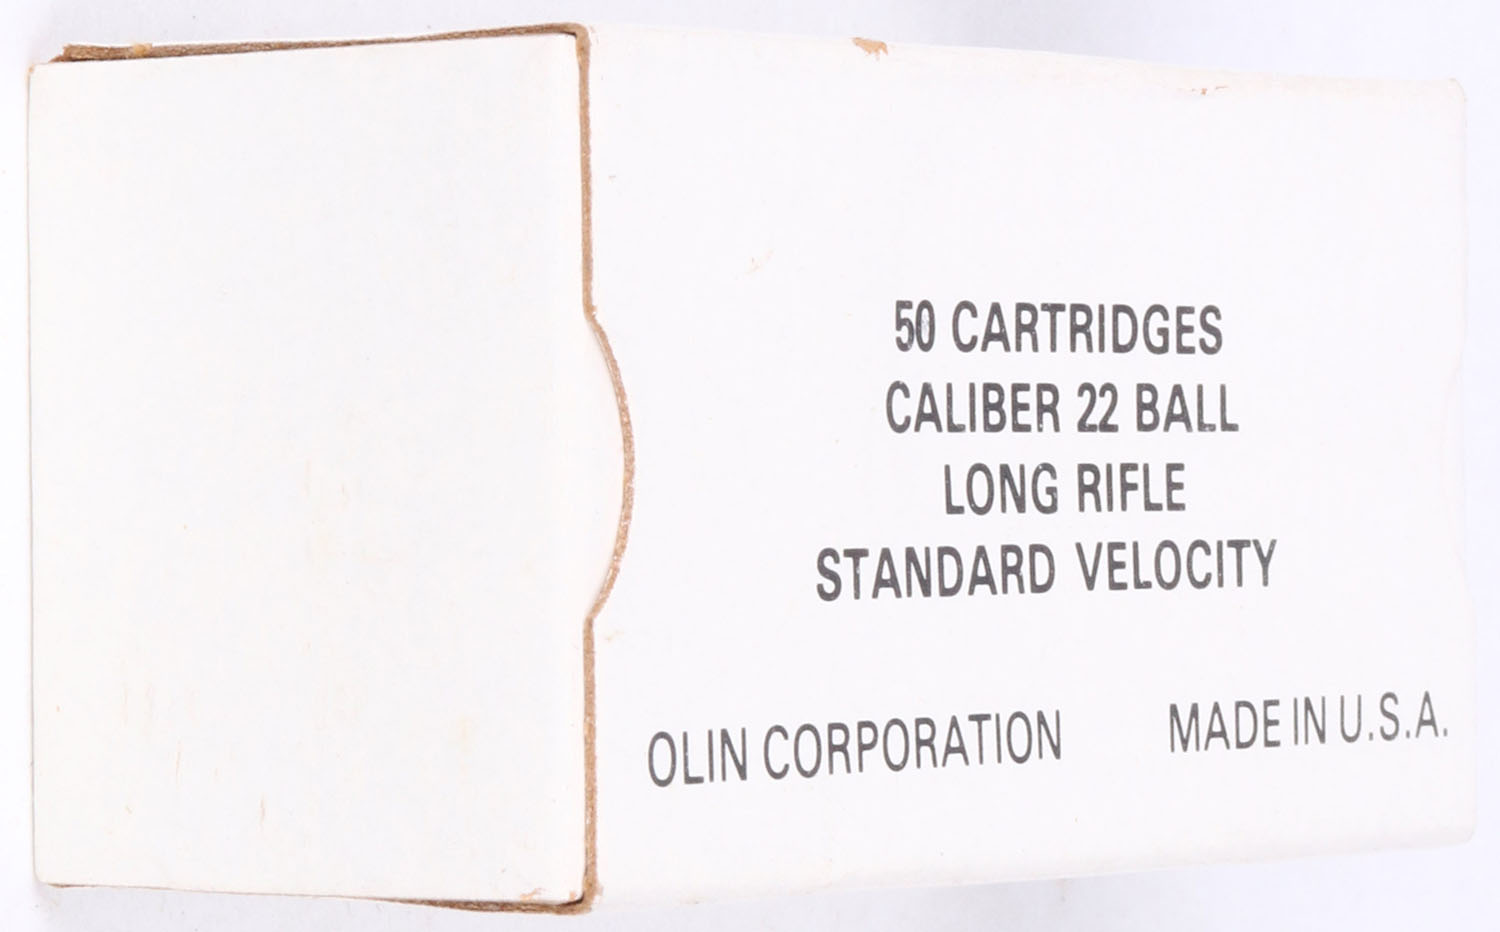 50 CARTRIDGES
CALIBER 22 BALL
LONG RIFLE
STANDARD VELOCITY
OLIN CORPORATION MADE IN U.S.A.